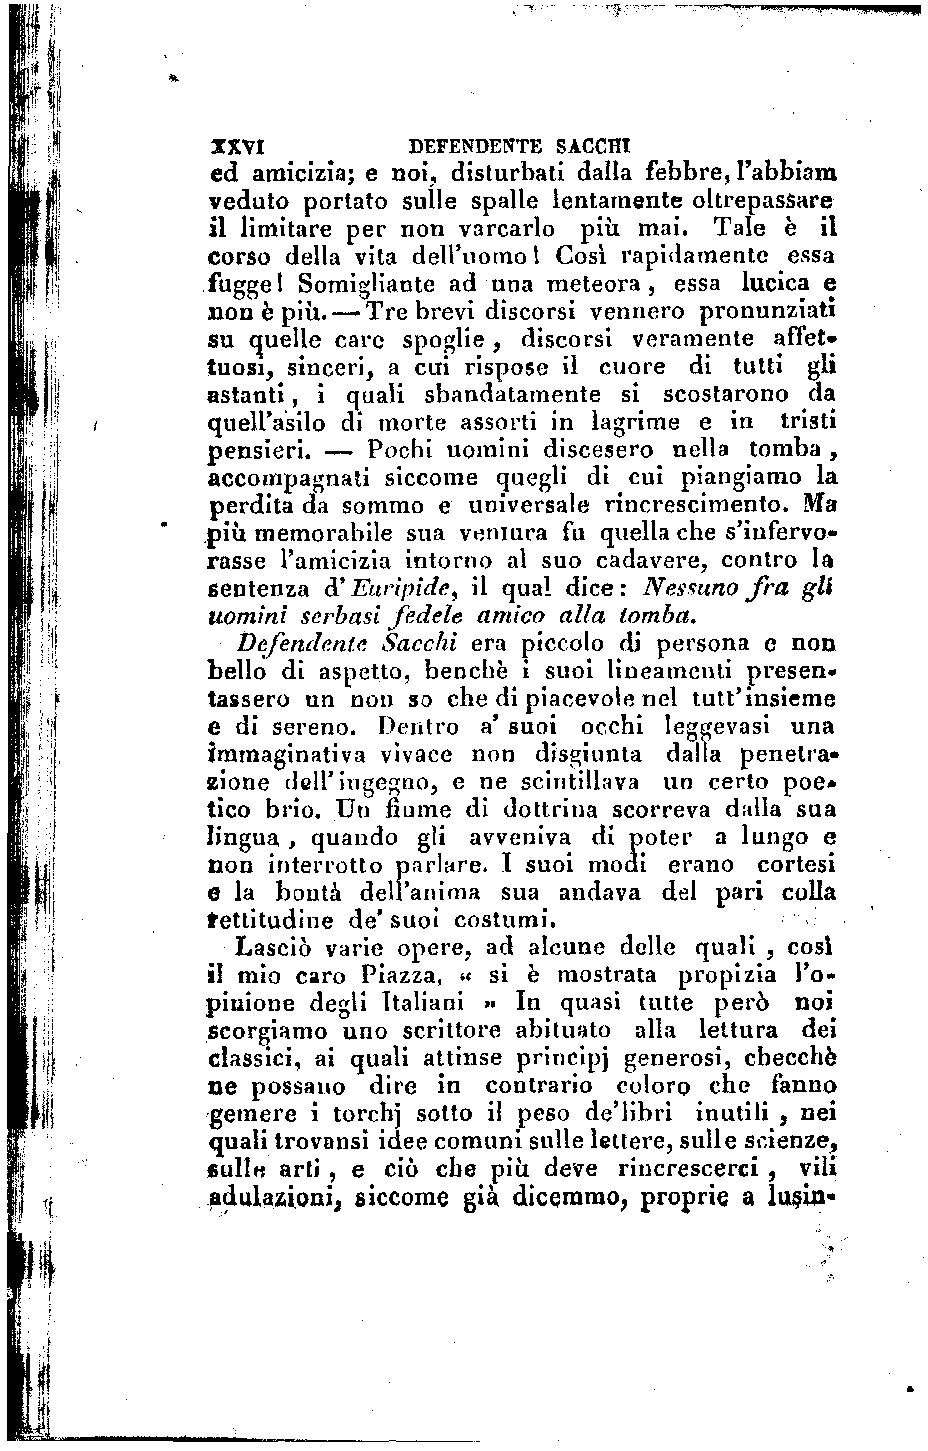 XXVI DEFENDENTE SACCHI
ed amicizia; e noi, disturbati dalla febbre, l'abbiam
veduto portato sulle spalle lentamente oltrepassare
il limitare per non varcarlo più mai. Tale è il
corso della vita dell'uomo! Così rapidamente essa
fugge! Somigliante ad una meteora, essa lucica e
non è più. — Tre brevi discorsi vennero pronunziati
su quelle care spoglie, discorsi veramente affet-
tuosi, sinceri, a cui rispose il cuore di tutti gli
astanti, i quali sbandatamente si scostarono da
quell'asilo di morte assorti in lagrime e in tristi
pensieri. — Pochi uomini discesero nella tomba,
accompagnati siccome quegli di cui piangiamo la
perdita da sommo e universale rincrescimento. Ma
più memorabile sua ventura fu quella che s'infervo-
rasse l'amicizia intorno al suo cadavere, contro la
sentenza d'Euripide, il qual dice: Nessuno fra gli
uomini serbasi fedele amico alla tomba.
Defendente Sacchi era piccolo di persona e non
bello di aspetto, benchè i suoi lineamenti presen-
tassero un non so che di piacevole nel tutt'insieme
e di sereno. Dentro a' suoi occhi leggevasi una
immaginativa vivace non disgiunta dalla penetra-
zione dell'ingegno, e ne scintillava un certo poe-
tico brio. Un fiume di dottrina scorreva dalla sua
lingua, quando gli avveniva di poter a lungo e
non interrotto parlare. I suoi modi erano cortesi
e la bontà dell'anima sua andava del pari colla
rettitudine de' suoi costumi.
Lasciò varie opere, ad alcune delle quali, così
il mio caro Piazza, « si è mostrata propizia l'o-
pinione degli Italiani » In quasi tutte però noi
scorgiamo uno scrittore abituato alla lettura dei
classici, ai quali attinse principj generosi, checchè
ne possano dire in contrario coloro che fanno
gemere i torchj sotto il peso de'libri inutili, nei
quali trovansi idee comuni sulle lettere, sulle scienze,
sulle arti, e ciò che più deve rincrescerci, vili
adulazioni, siccome già dicemmo, proprie a lusin-